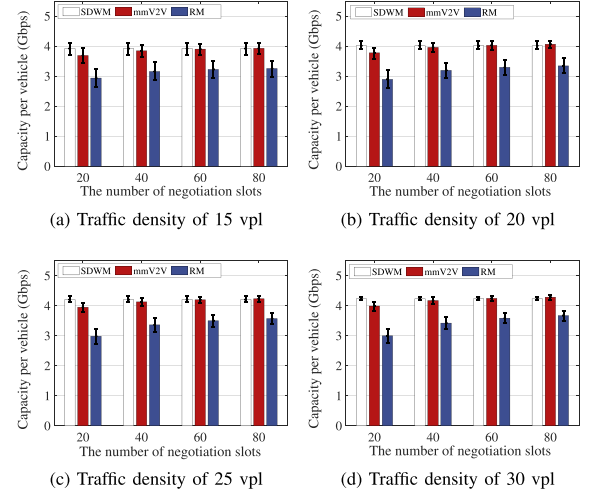 SDWM mmV2V RM
SDWM mmV2V RM
Capacity per vehicle (Gbps)
5
4
3
2
1
0
20 40 60 80
The number of negotiation slots
Capacity per vehicle (Gbps)
5
4
3
2
1
0
20 40 60 80
The number of negotiation slots
(a) Traffic density of 15 vpl
(b) Traffic density of 20 vpl
SDWM mmV2V RM
SDWM mmV2V RM
Capacity per vehicle (Gbps)
5
4
3
2
1
0
20 40 60 80
The number of negotiation slots
Capacity per vehicle (Gbps)
5
4
3
2
1
0
20 40 60 80
The number of negotiation slots
(c) Traffic density of 25 vpl
(d) Traffic density of 30 vpl